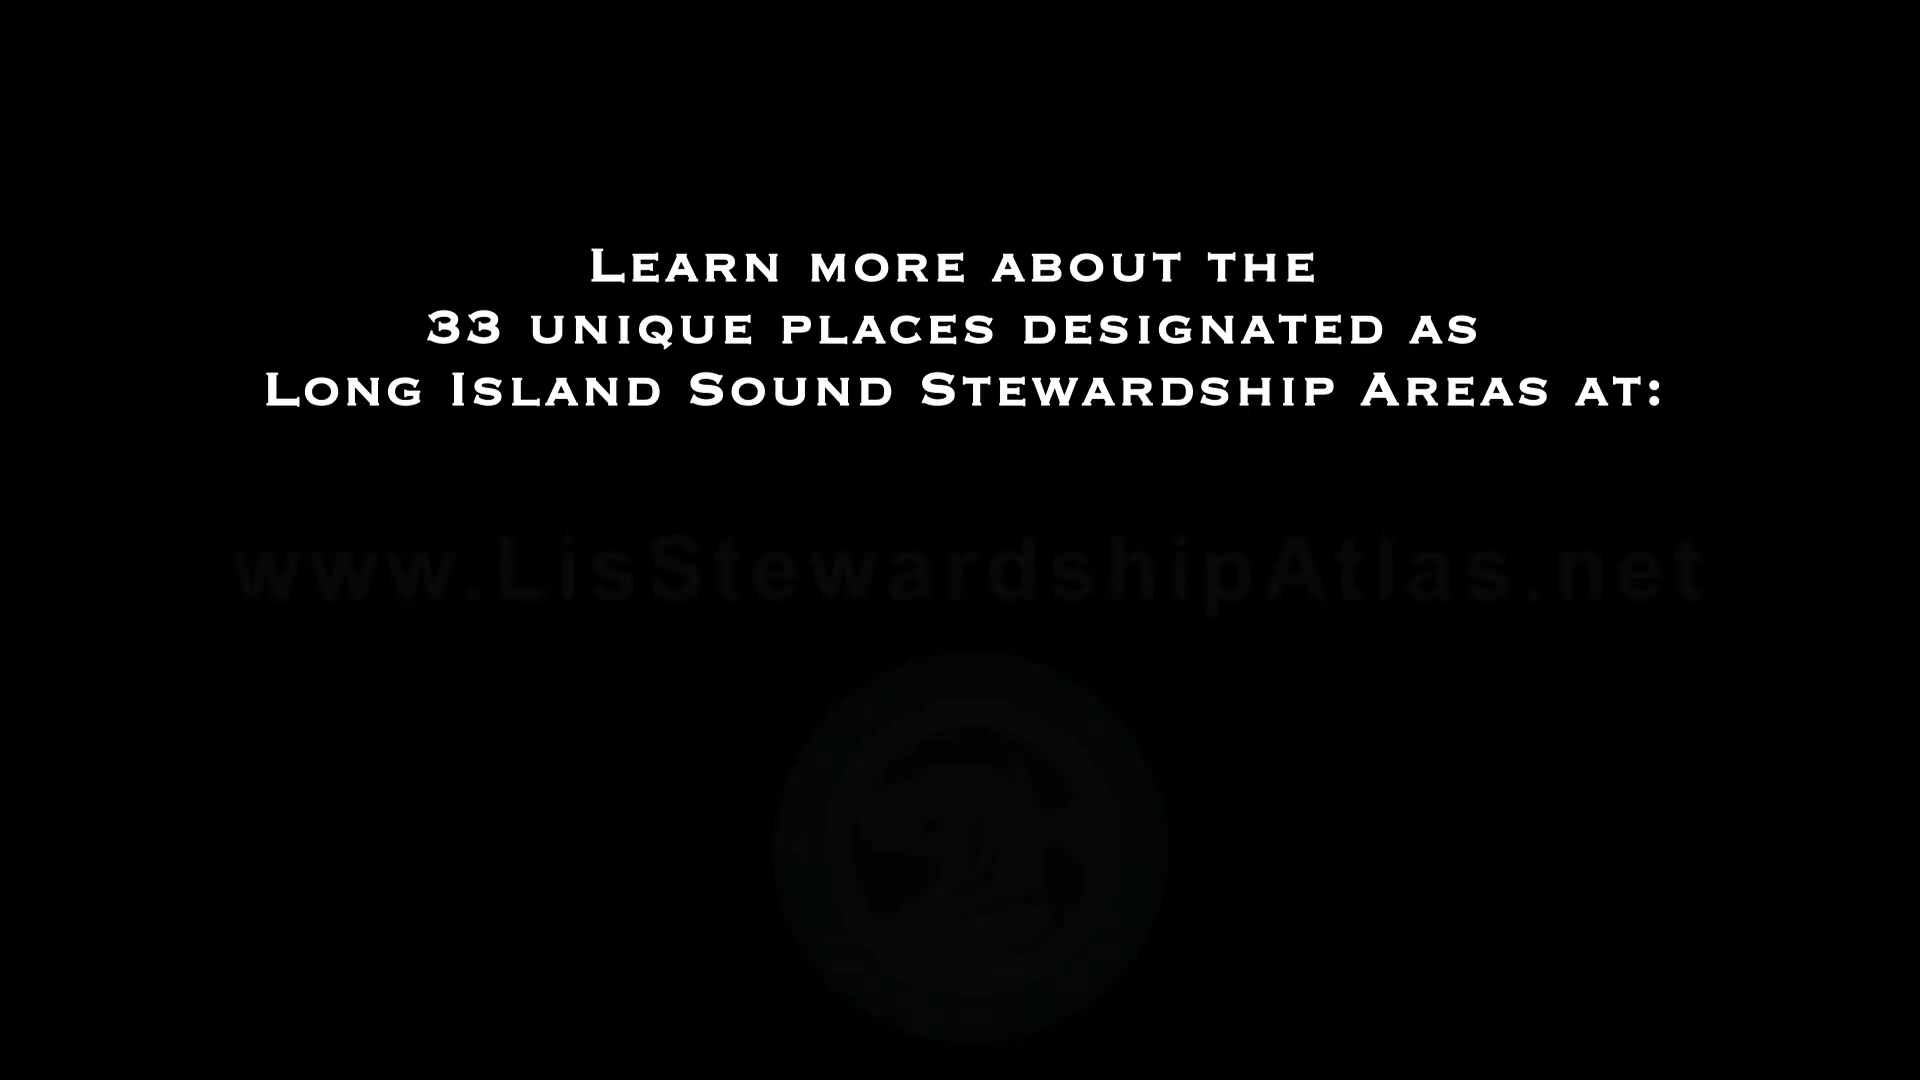 Learn more about the
33 unique places designated as
Long Island Sound Stewardship Areas at:
www.LisStewardshipAtlas.net